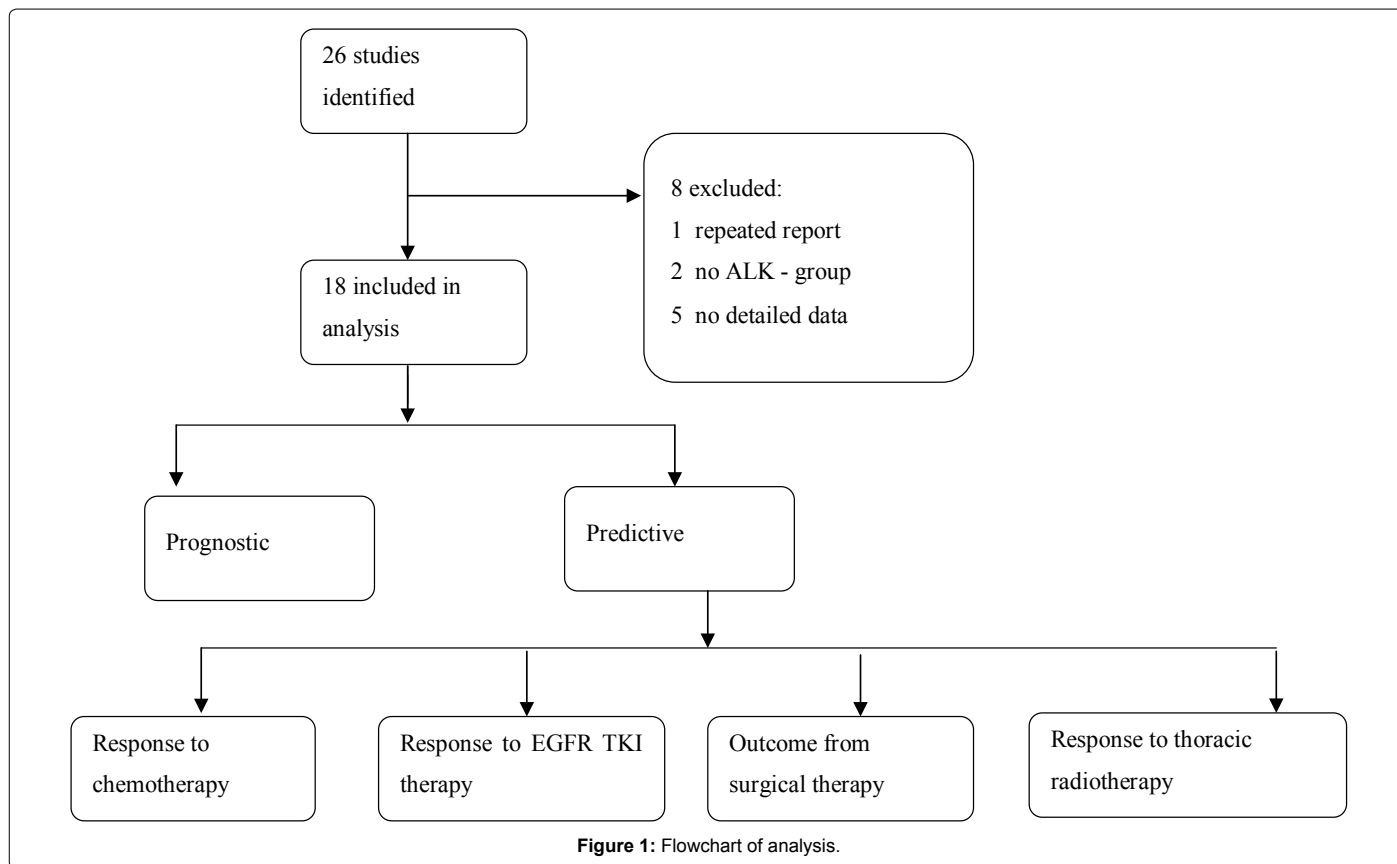 26 studies
identified
8 excluded:
1 repeated report
2 no ALK - group
5 no detailed data
18 included in
analysis
Prognostic
Predictive
Response to
chemotherapy
Response to EGFR TKI
therapy
Outcome from
surgical therapy
Response to thoracic
radiotherapy
Figure 1: Flowchart of analysis.